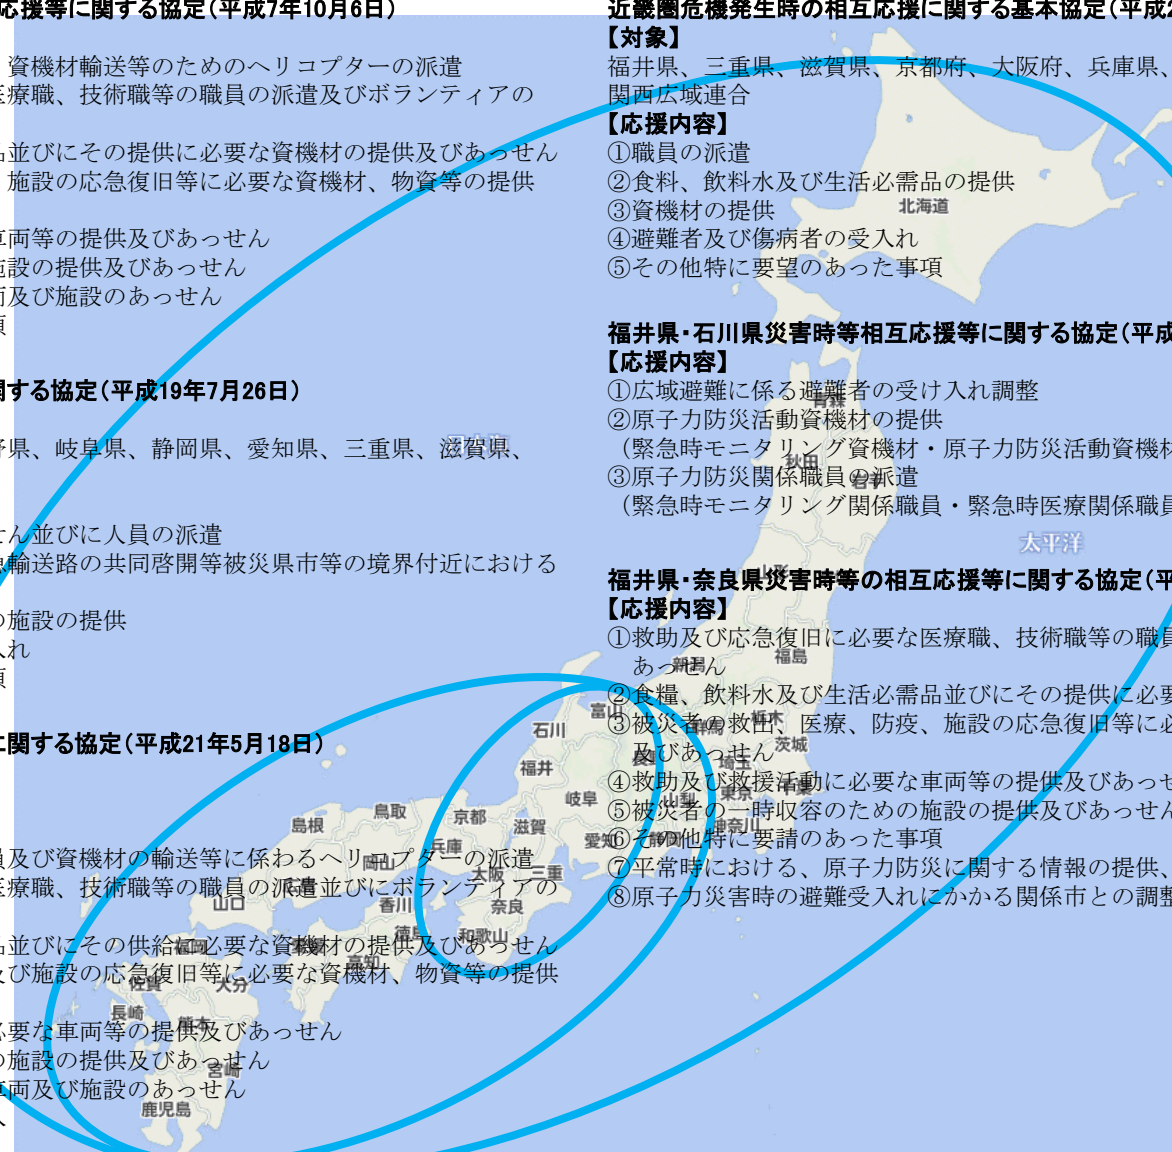 応援等に関する協定(平成7年10月6日)
資機材輸送等のためのヘリコプターの派遣
医療職、技術職等の職員の派遣及びボランティアの
品並びにその提供に必要な資機材の提供及びあっせん
施設の応急復旧等に必要な資機材、物資等の提供
車両等の提供及びあっせん
施設の提供及びあっせん
両及び施設のあっせん
項
関する協定(平成19年7月26日)
野県、岐阜県、静岡県、愛知県、三重県、滋賀県、
せん並びに人員の派遣
急輸送路の共同啓開等被災県市等の境界付近における
の施設の提供
入れ
項
に関する協定(平成21年5月18日)
員及び資機材の輸送等に係わるヘリコプターの派遣
医療職、技術職等の職員の派遣並びにボランティアの
品並びにその供給に必要な資機材の提供及びあっせん
及び施設の応急復旧等に必要な資機材、物資等の提供
必要な車両等の提供及びあっせん
の施設の提供及びあっせん
車両及び施設のあっせん
近畿圏危機発生時の相互応援に関する基本協定(平成
【対象】
福井県、三重県、滋賀県、京都府、大阪府、兵庫県、
関西広域連合
【応援内容】
①職員の派遣
②食料、飲料水及び生活必需品の提供
③資機材の提供
④避難者及び傷病者の受入れ
⑤その他特に要望のあった事項
福井県・石川県災害時等相互応援等に関する協定(平成
【応援内容】
①広域避難に係る避難者の受け入れ調整
②原子力防災活動資機材の提供
(緊急時モニタリング資機材・原子力防災活動資機材
③原子力防災関係職員の派遣
(緊急時モニタリング関係職員・緊急時医療関係職員
福井県・奈良県災害時等の相互応援等に関する協定(平
【応援内容】
①救助及び応急復旧に必要な医療職、技術職等の職員
あっせん
②食糧、飲料水及び生活必需品並びにその提供に必要
③被災者の救出、医療、防疫、施設の応急復旧等に必
及びあっせん
④救助及び救援活動に必要な車両等の提供及びあっせ
⑤被災者の一時収容のための施設の提供及びあっせん
⑥その他特に要請のあった事項
⑦平常時における、原子力防災に関する情報の提供、
⑧原子力災害時の避難受入れにかかる関係市との調整
北海道
青森
秋田
岩手
太平洋
山形
福島
新潟
富山
石川
群馬
栃木
茨城
福井
長野
埼玉
岐阜
山梨
東京
千葉
鳥取
京都
滋賀
愛知
静岡
神奈川
島根
兵庫
岡山
大阪
三重
広島
山口
香川
奈良
徳島
和歌山
福岡
愛媛
高知
佐賀
大分
長崎
熊本
宮崎
鹿児島